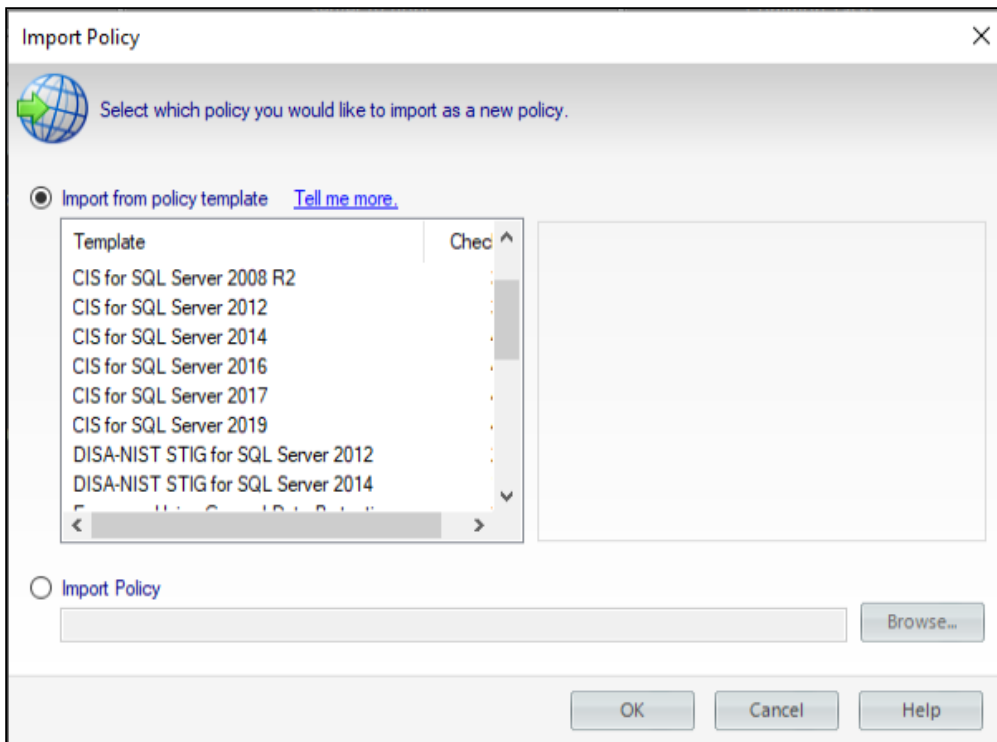 Import Policy
Select which policy you would like to import as a new policy.
Import from policy template Tell me more.
Template Chec
CIS for SQL Server 2008 R2
CIS for SQL Server 2012
CIS for SQL Server 2014
CIS for SQL Server 2016
CIS for SQL Server 2017
CIS for SQL Server 2019
DISA-NIST STIG for SQL Server 2012
DISA-NIST STIG for SQL Server 2014
Import Policy
Browse...
OK Cancel Help